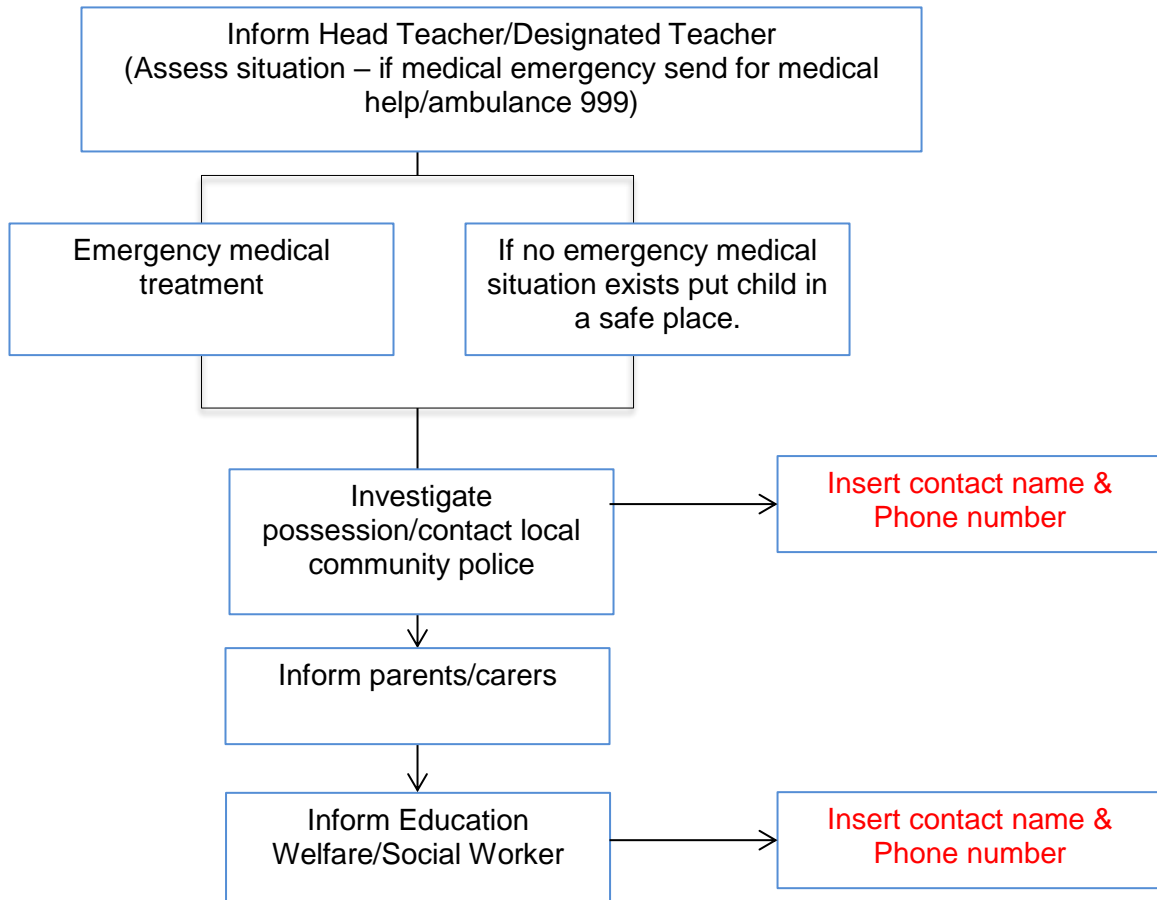 Inform Head Teacher/Designated Teacher
(Assess situation – if medical emergency send for medical
help/ambulance 999)
Emergency medical
treatment
If no emergency medical
situation exists put child in
a safe place.
Investigate
possession/contact local
community police
Insert contact name &
Phone number
Inform parents/carers
Inform Education
Welfare/Social Worker
Insert contact name &
Phone number